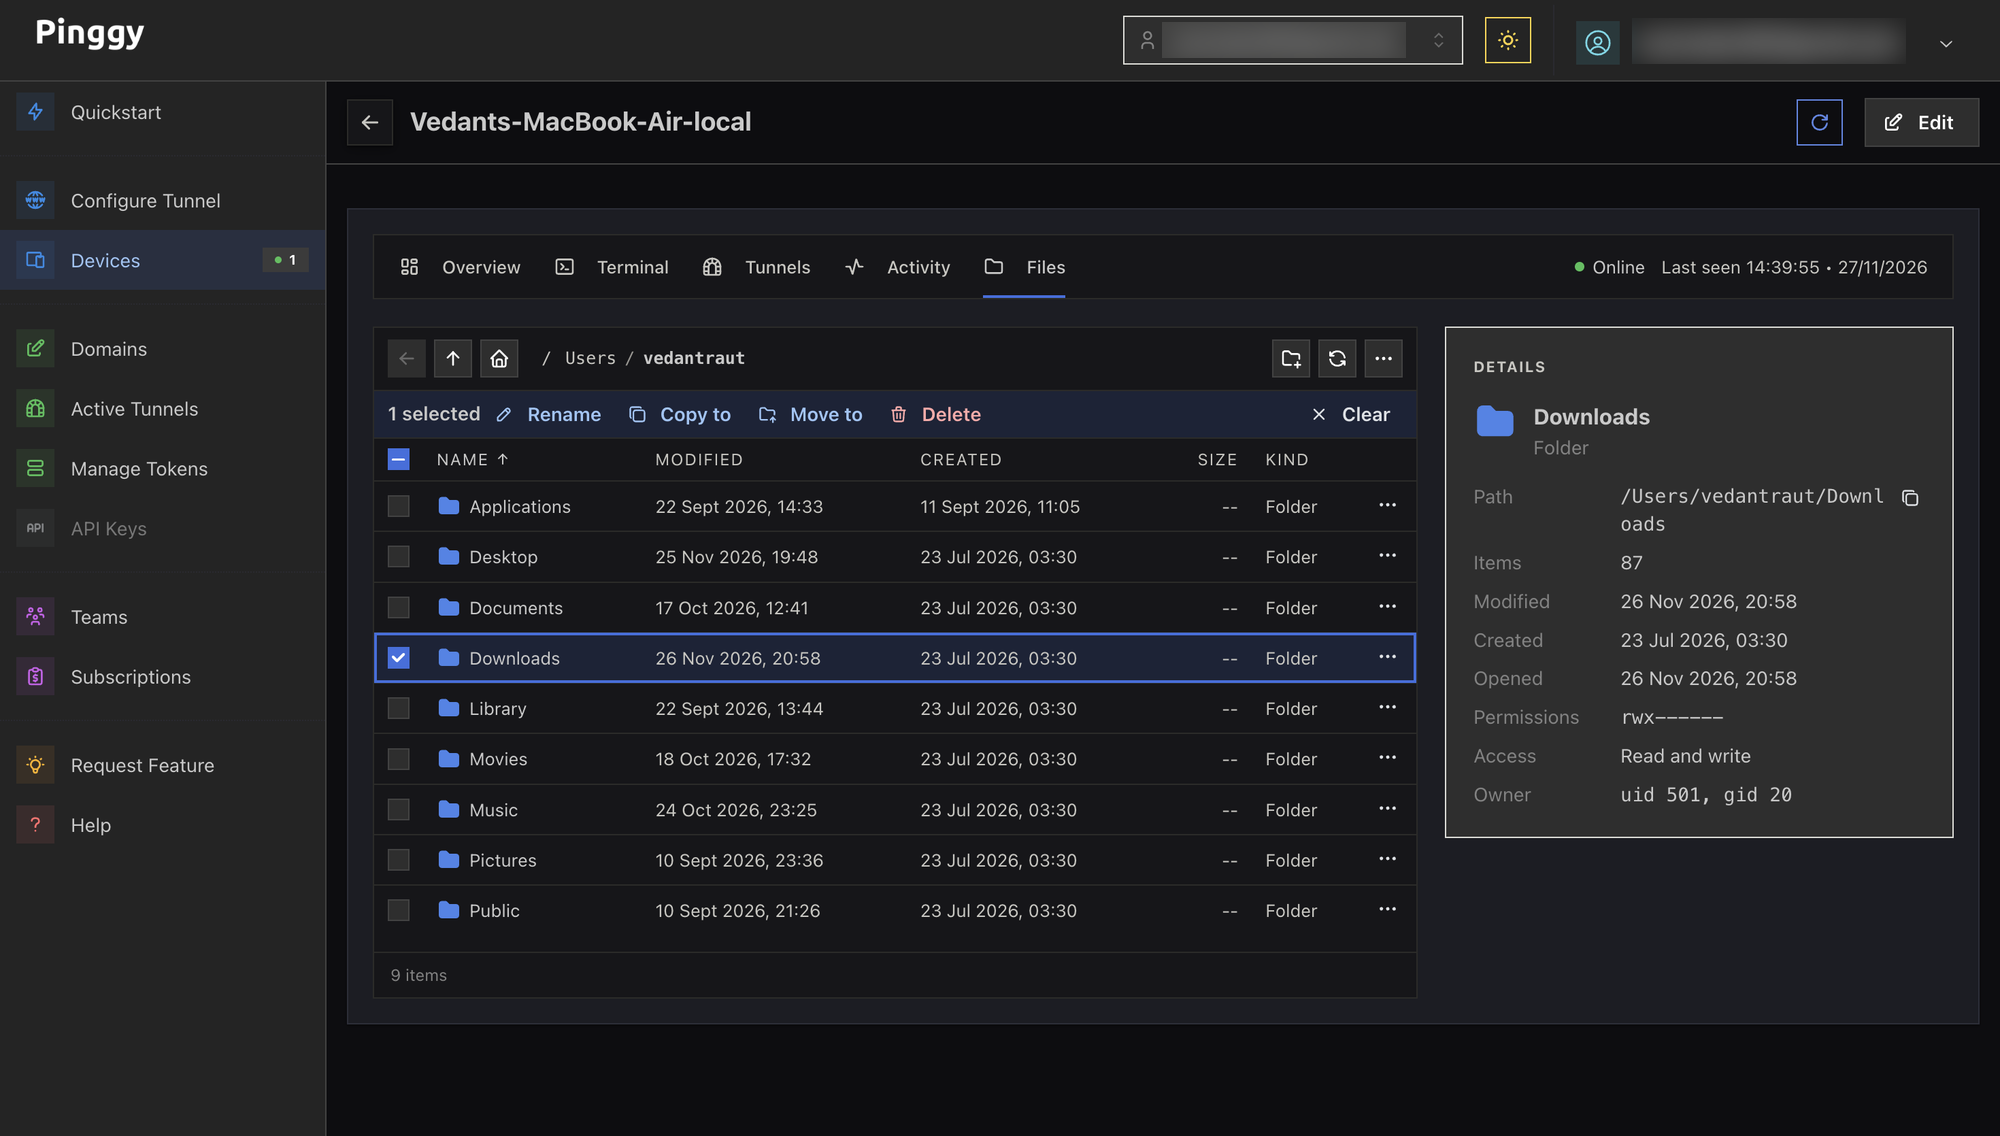 Pinggy
Quickstart
Configure Tunnel
Devices 1
Domains
Active Tunnels
Manage Tokens
API API Keys
Teams
Subscriptions
Request Feature
? Help
Vedants-MacBook-Air-local
Edit
Overview Terminal Tunnels Activity Files
Online Last seen 14:39:55 • 27/11/2026
/ Users / vedantraut
1 selected Rename Copy to Move to Delete Clear
NAME ↑ MODIFIED CREATED SIZE KIND
Applications 22 Sept 2026, 14:33 11 Sept 2026, 11:05 -- Folder
Desktop 25 Nov 2026, 19:48 23 Jul 2026, 03:30 -- Folder
Documents 17 Oct 2026, 12:41 23 Jul 2026, 03:30 -- Folder
Downloads 26 Nov 2026, 20:58 23 Jul 2026, 03:30 -- Folder
Library 22 Sept 2026, 13:44 23 Jul 2026, 03:30 -- Folder
Movies 18 Oct 2026, 17:32 23 Jul 2026, 03:30 -- Folder
Music 24 Oct 2026, 23:25 23 Jul 2026, 03:30 -- Folder
Pictures 10 Sept 2026, 23:36 23 Jul 2026, 03:30 -- Folder
Public 10 Sept 2026, 21:26 23 Jul 2026, 03:30 -- Folder
9 items
DETAILS
Downloads
Folder
Path /Users/vedantraut/Downl
oads
Items 87
Modified 26 Nov 2026, 20:58
Created 23 Jul 2026, 03:30
Opened 26 Nov 2026, 20:58
Permissions rwx------
Access Read and write
Owner uid 501, gid 20